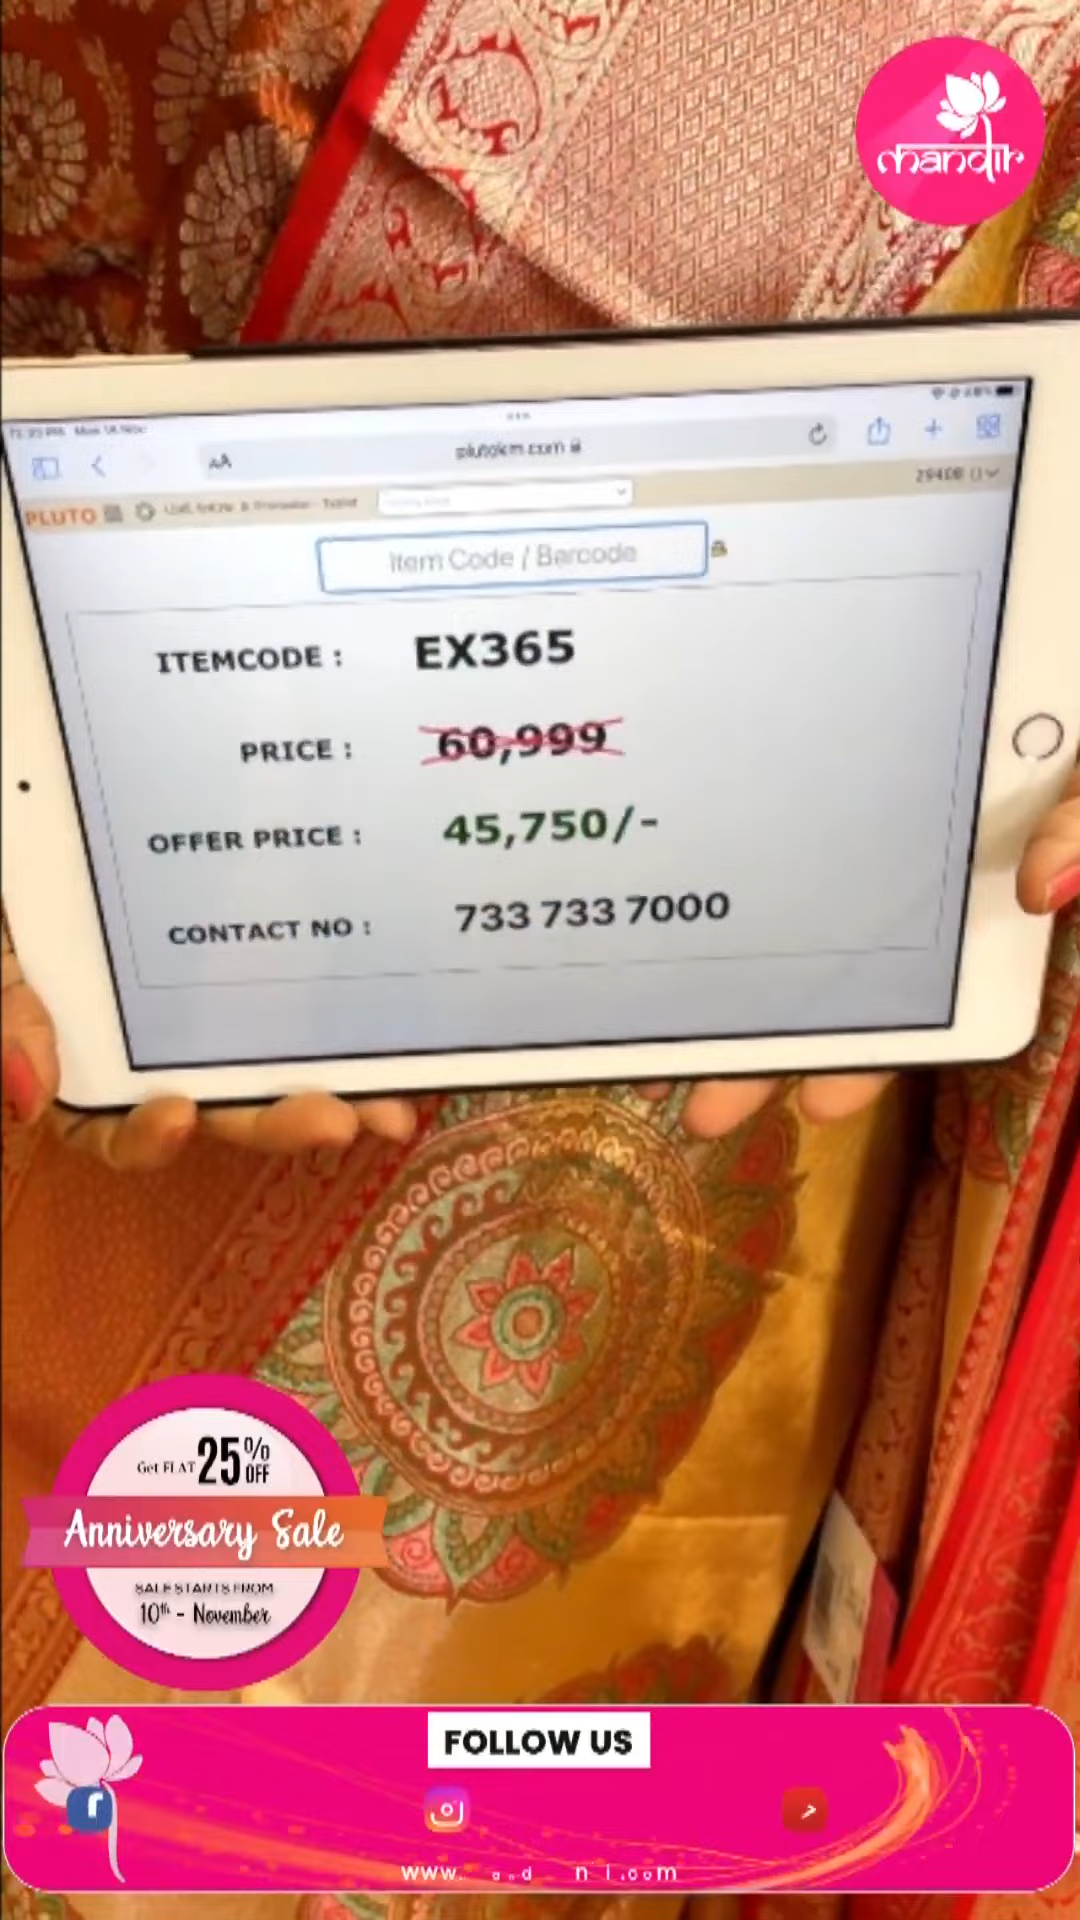 mandir
PLUTO
Item Code / Barcode
ITEMCODE : EX365
PRICE : 60,999
OFFER PRICE : 45,750/-
CONTACT NO : 733 733 7000
Get FLAT 25% OFF
Anniversary Sale
SALE STARTS FROM
10th - November
FOLLOW US